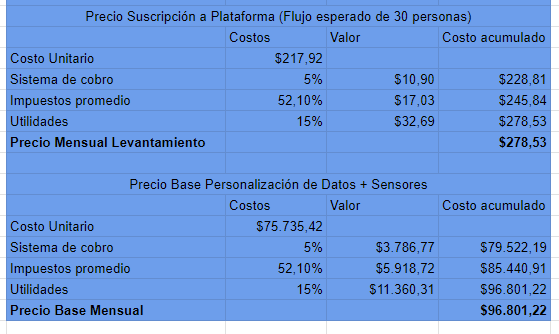 Precio Suscripción a Plataforma (Flujo esperado de 30 personas)
Costos Valor Costo acumulado
Costo Unitario $217,92
Sistema de cobro 5% $10,90 $228,81
Impuestos promedio 52,10% $17,03 $245,84
Utilidades 15% $32,69 $278,53
Precio Mensual Levantamiento $278,53
Precio Base Personalización de Datos + Sensores
Costos Valor Costo acumulado
Costo Unitario $75.735,42
Sistema de cobro 5% $3.786,77 $79.522,19
Impuestos promedio 52,10% $5.918,72 $85.440,91
Utilidades 15% $11.360,31 $96.801,22
Precio Base Mensual $96.801,22